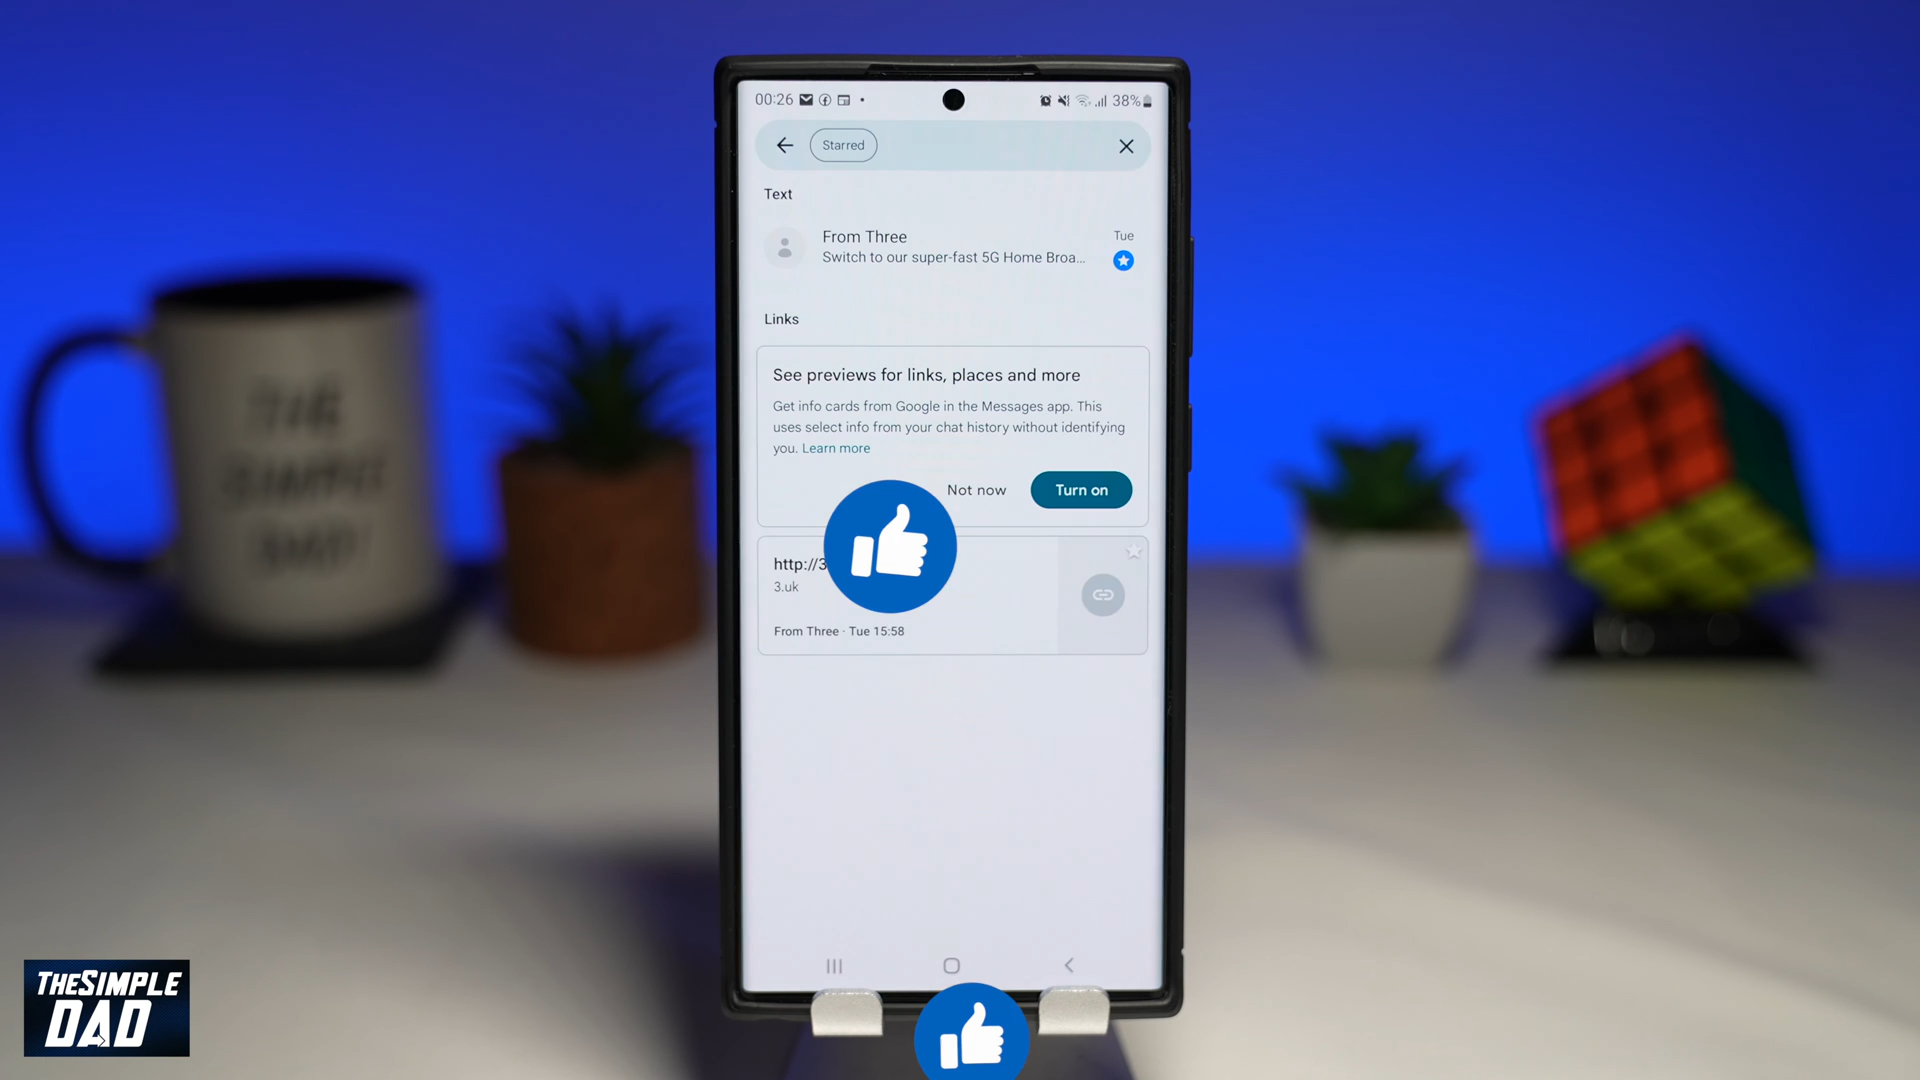 00:26
38%
Starred
Text
From Three
Tue
Switch to our super-fast 5G Home Broa...
Links
See previews for links, places and more
Get info cards from Google in the Messages app. This
uses select info from your chat history without identifying
you. Learn more
Not now
Turn on
http://3
3.uk
From Three · Tue 15:58
THE
SIMPLE
DAD
THESIMPLE
DAD